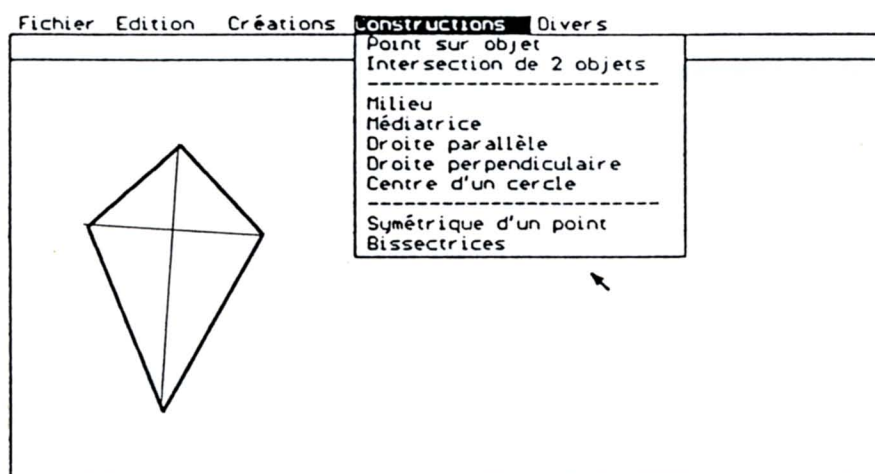 Fichier Edition Créations Constructions Divers
Point sur objet
Intersection de 2 objets
Milieu
Médiatrice
Droite parallèle
Droite perpendiculaire
Centre d'un cercle
Symétrique d'un point
Bissectrices